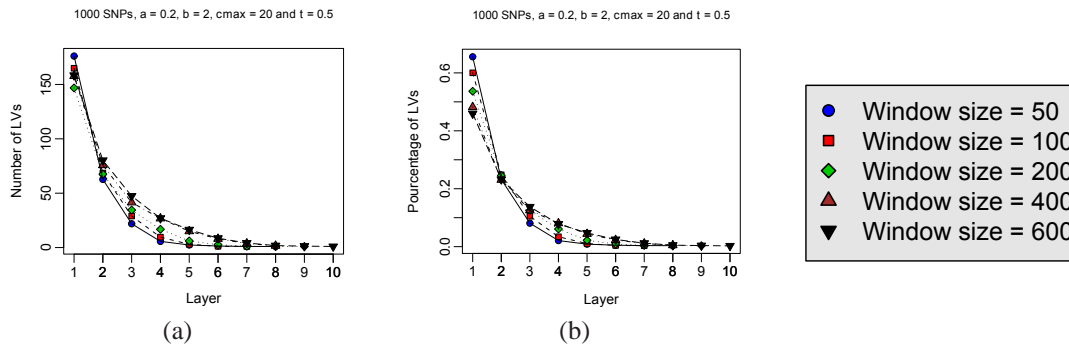 1000 SNPs, a = 0.2, b = 2, cmax = 20 and t = 0.5
Number of LVs
0 50 100 150
1 2 3 4 5 6 7 8 9 10
Layer
(a)
1000 SNPs, a = 0.2, b = 2, cmax = 20 and t = 0.5
Pourcentage of LVs
0.0 0.2 0.4 0.6
1 2 3 4 5 6 7 8 9 10
Layer
(b)
Window size = 50
Window size = 100
Window size = 200
Window size = 400
Window size = 600